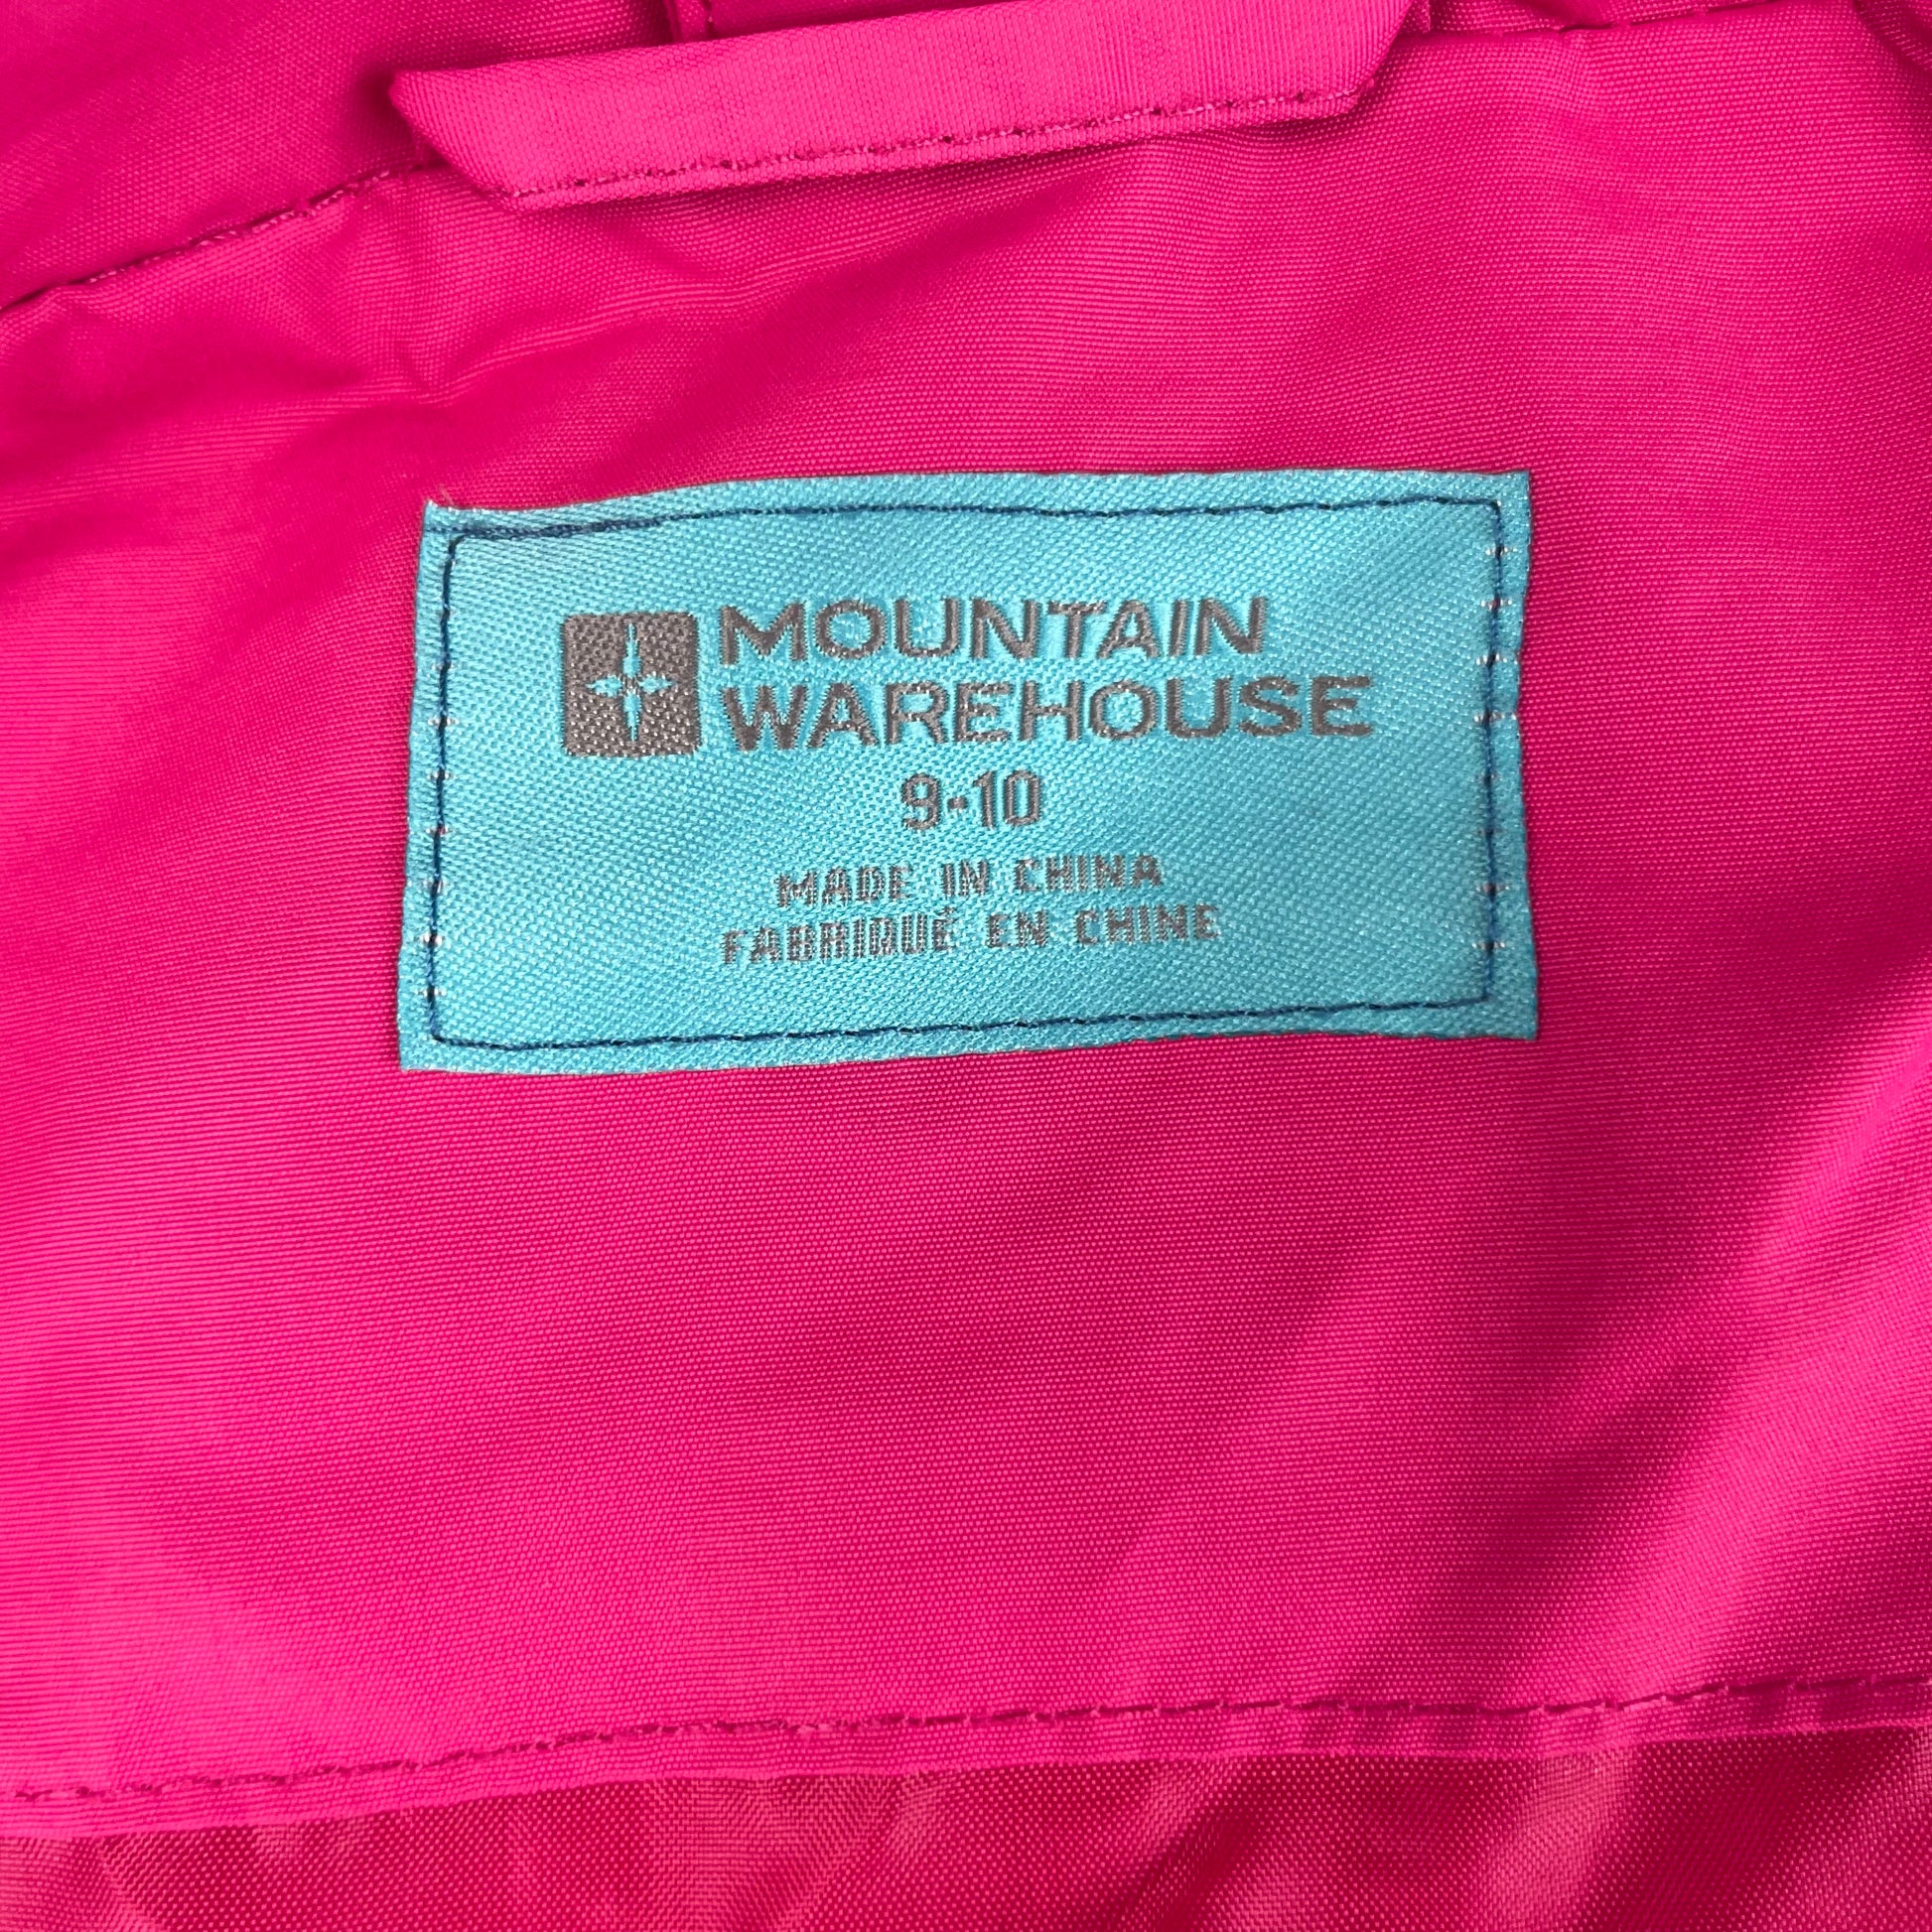 MOUNTAIN
WAREHOUSE
9-10
MADE IN CHINA
FABRIQUÉ EN CHINE